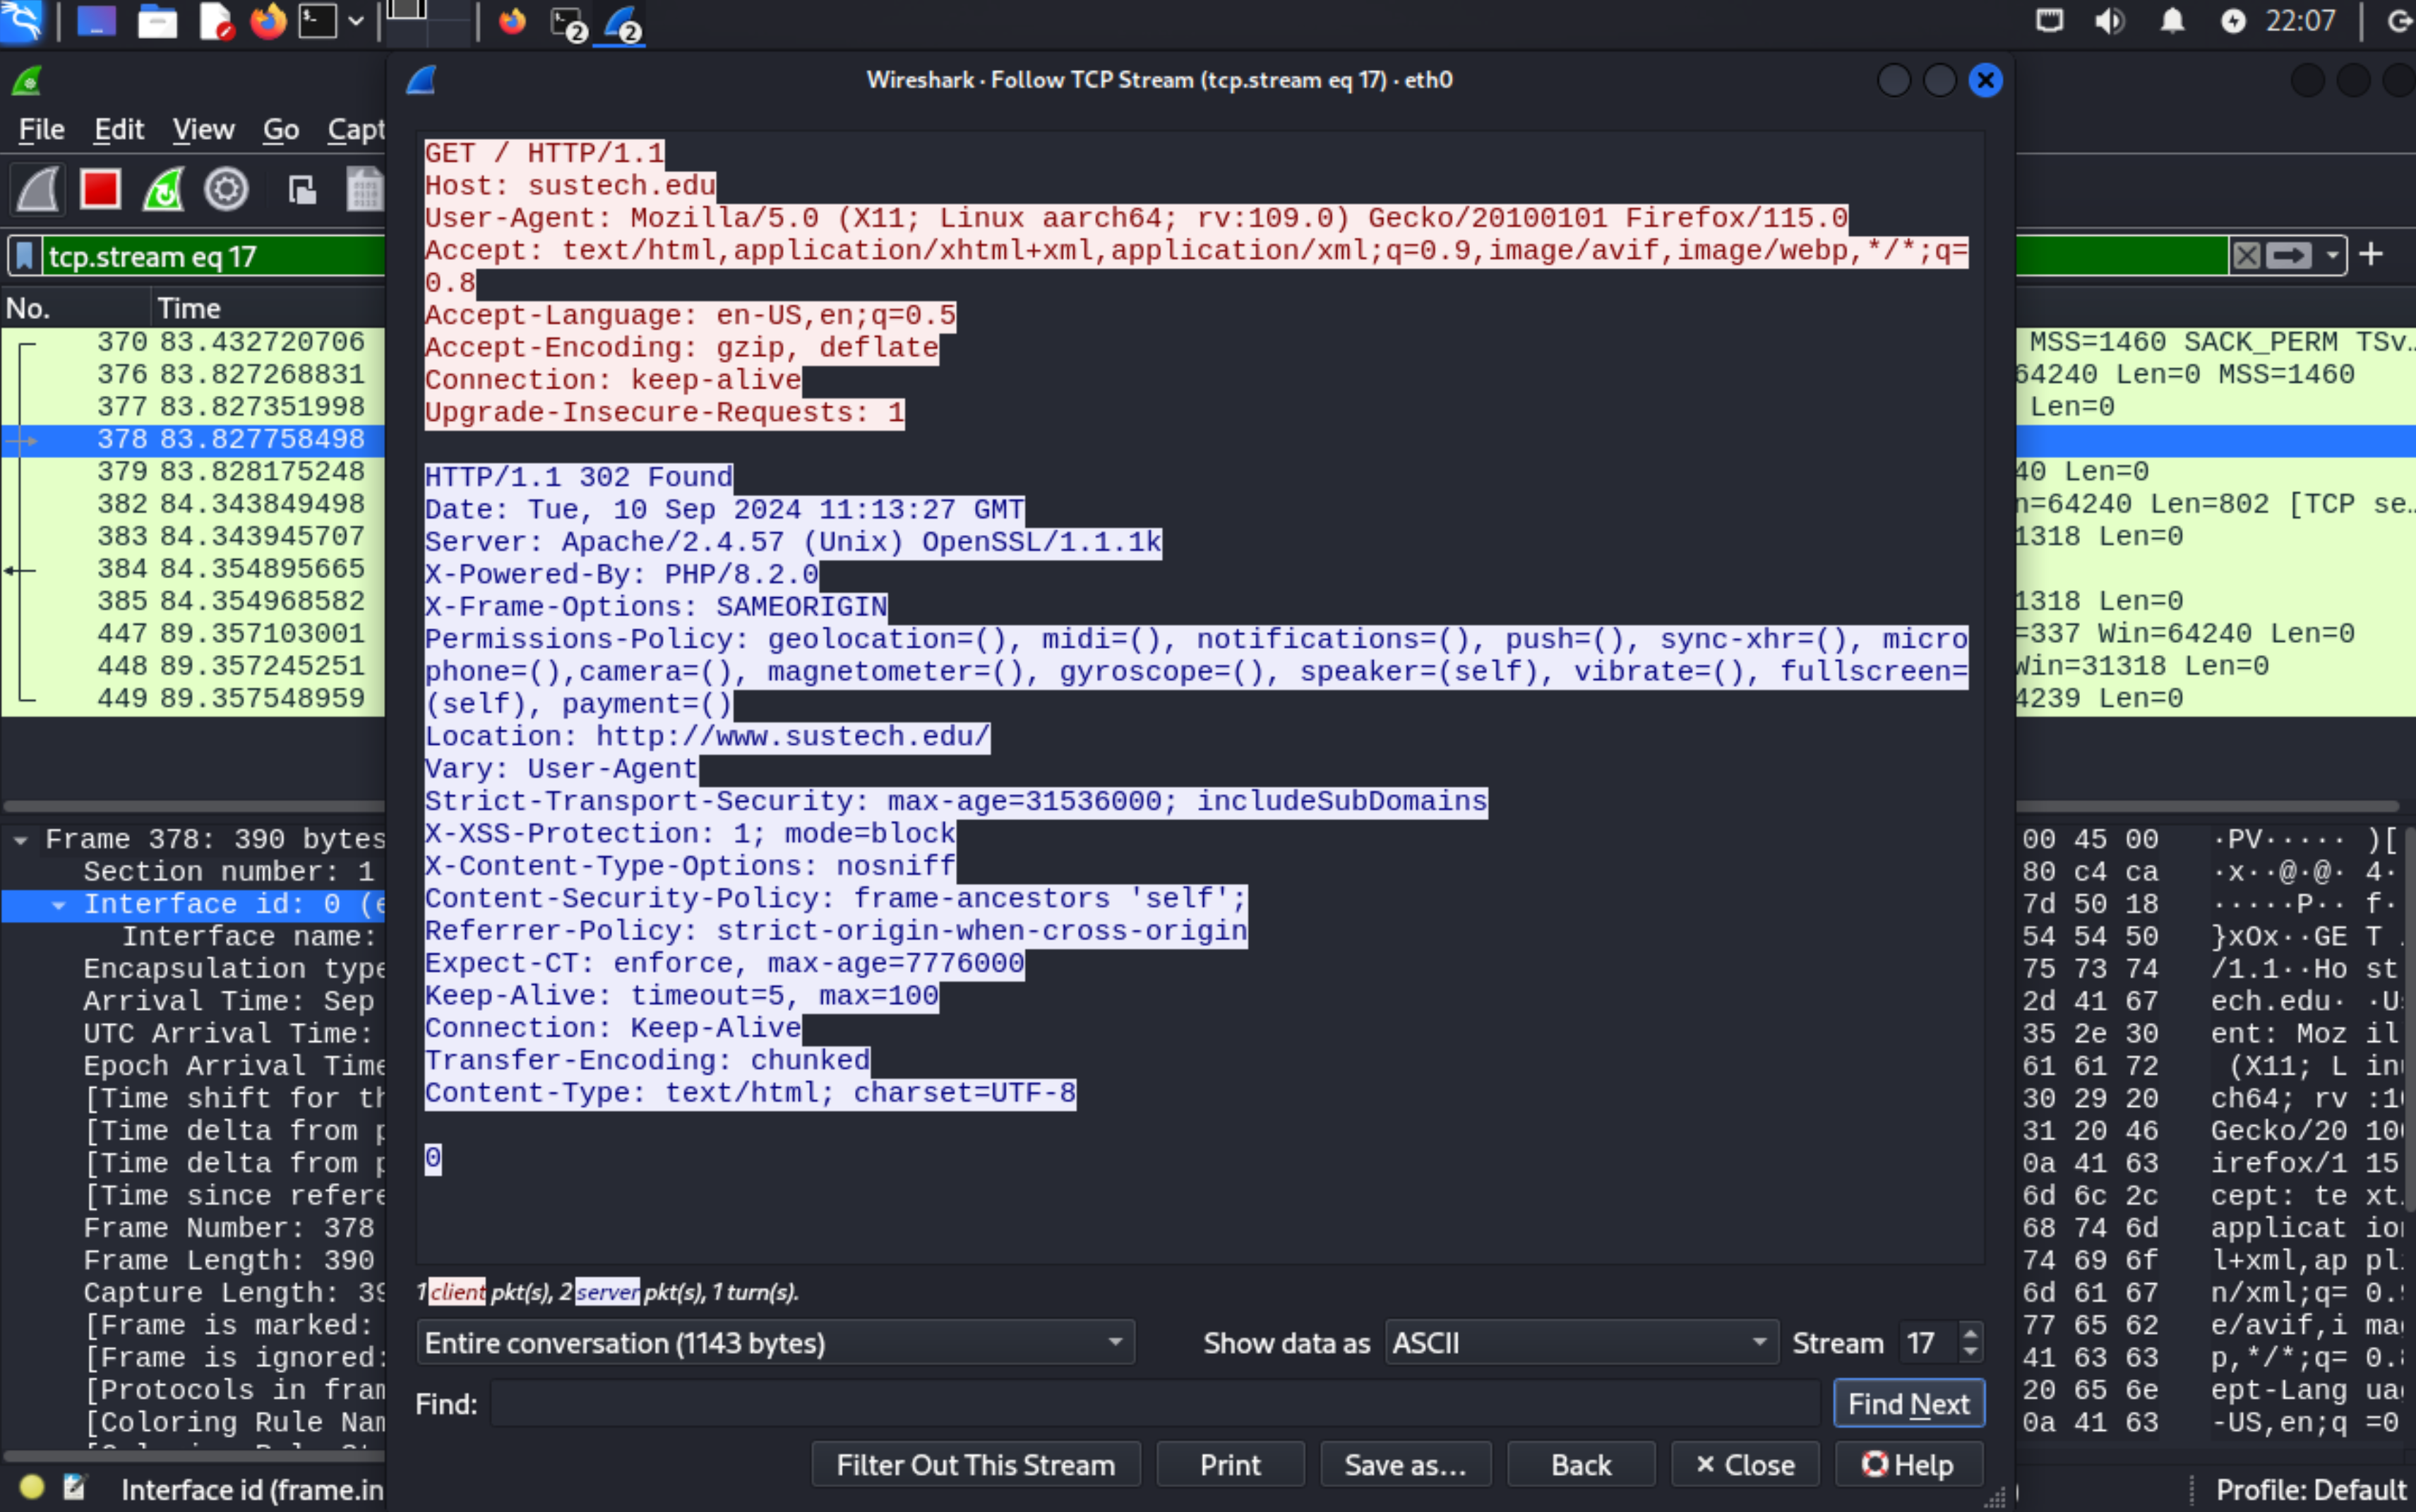 2
2
22:07
Wireshark · Follow TCP Stream (tcp.stream eq 17) · eth0
File Edit View Go Capt
tcp.stream eq 17
No. Time
370 83.432720706
376 83.827268831
377 83.827351998
378 83.827758498
379 83.828175248
382 84.343849498
383 84.343945707
384 84.354895665
385 84.354968582
447 89.357103001
448 89.357245251
449 89.357548959
GET / HTTP/1.1
Host: sustech.edu
User-Agent: Mozilla/5.0 (X11; Linux aarch64; rv:109.0) Gecko/20100101 Firefox/115.0
Accept: text/html,application/xhtml+xml,application/xml;q=0.9,image/avif,image/webp,*/*;q=
0.8
Accept-Language: en-US,en;q=0.5
Accept-Encoding: gzip, deflate
Connection: keep-alive
Upgrade-Insecure-Requests: 1
HTTP/1.1 302 Found
Date: Tue, 10 Sep 2024 11:13:27 GMT
Server: Apache/2.4.57 (Unix) OpenSSL/1.1.1k
X-Powered-By: PHP/8.2.0
X-Frame-Options: SAMEORIGIN
Permissions-Policy: geolocation=(), midi=(), notifications=(), push=(), sync-xhr=(), micro
phone=(),camera=(), magnetometer=(), gyroscope=(), speaker=(self), vibrate=(), fullscreen=
(self), payment=()
Location: http://www.sustech.edu/
Vary: User-Agent
Strict-Transport-Security: max-age=31536000; includeSubDomains
X-XSS-Protection: 1; mode=block
X-Content-Type-Options: nosniff
Content-Security-Policy: frame-ancestors 'self';
Referrer-Policy: strict-origin-when-cross-origin
Expect-CT: enforce, max-age=7776000
Keep-Alive: timeout=5, max=100
Connection: Keep-Alive
Transfer-Encoding: chunked
Content-Type: text/html; charset=UTF-8
0
MSS=1460 SACK_PERM TSv…
64240 Len=0 MSS=1460
Len=0
40 Len=0
n=64240 Len=802 [TCP se…
1318 Len=0
1318 Len=0
=337 Win=64240 Len=0
Win=31318 Len=0
4239 Len=0
Frame 378: 390 bytes
Section number: 1
Interface id: 0 (e
Interface name:
Encapsulation type
Arrival Time: Sep
UTC Arrival Time:
Epoch Arrival Time
[Time shift for th
[Time delta from p
[Time delta from p
[Time since refere
Frame Number: 378
Frame Length: 390
Capture Length: 39
[Frame is marked:
[Frame is ignored:
[Protocols in fram
[Coloring Rule Nam
00 45 00 ·PV····· )[
80 c4 ca ·x··@·@· 4·
7d 50 18 ·····P·· f·
54 54 50 }xOx··GE T
75 73 74 /1.1··Ho st
2d 41 67 ech.edu· ·U
35 2e 30 ent: Moz il
61 61 72 (X11; L in
30 29 20 ch64; rv :1
31 20 46 Gecko/20 10
0a 41 63 irefox/1 15
6d 6c 2c cept: te xt
68 74 6d applicat io
74 69 6f l+xml,ap pl
6d 61 67 n/xml;q= 0.
77 65 62 e/avif,i ma
41 63 63 p,*/*;q= 0.
20 65 6e ept-Lang ua
0a 41 63 -US,en;q =0
1 client pkt(s), 2 server pkt(s), 1 turn(s).
Entire conversation (1143 bytes) Show data as ASCII Stream 17
Find: Find Next
Filter Out This Stream Print Save as… Back × Close Help
Interface id (frame.in Profile: Default